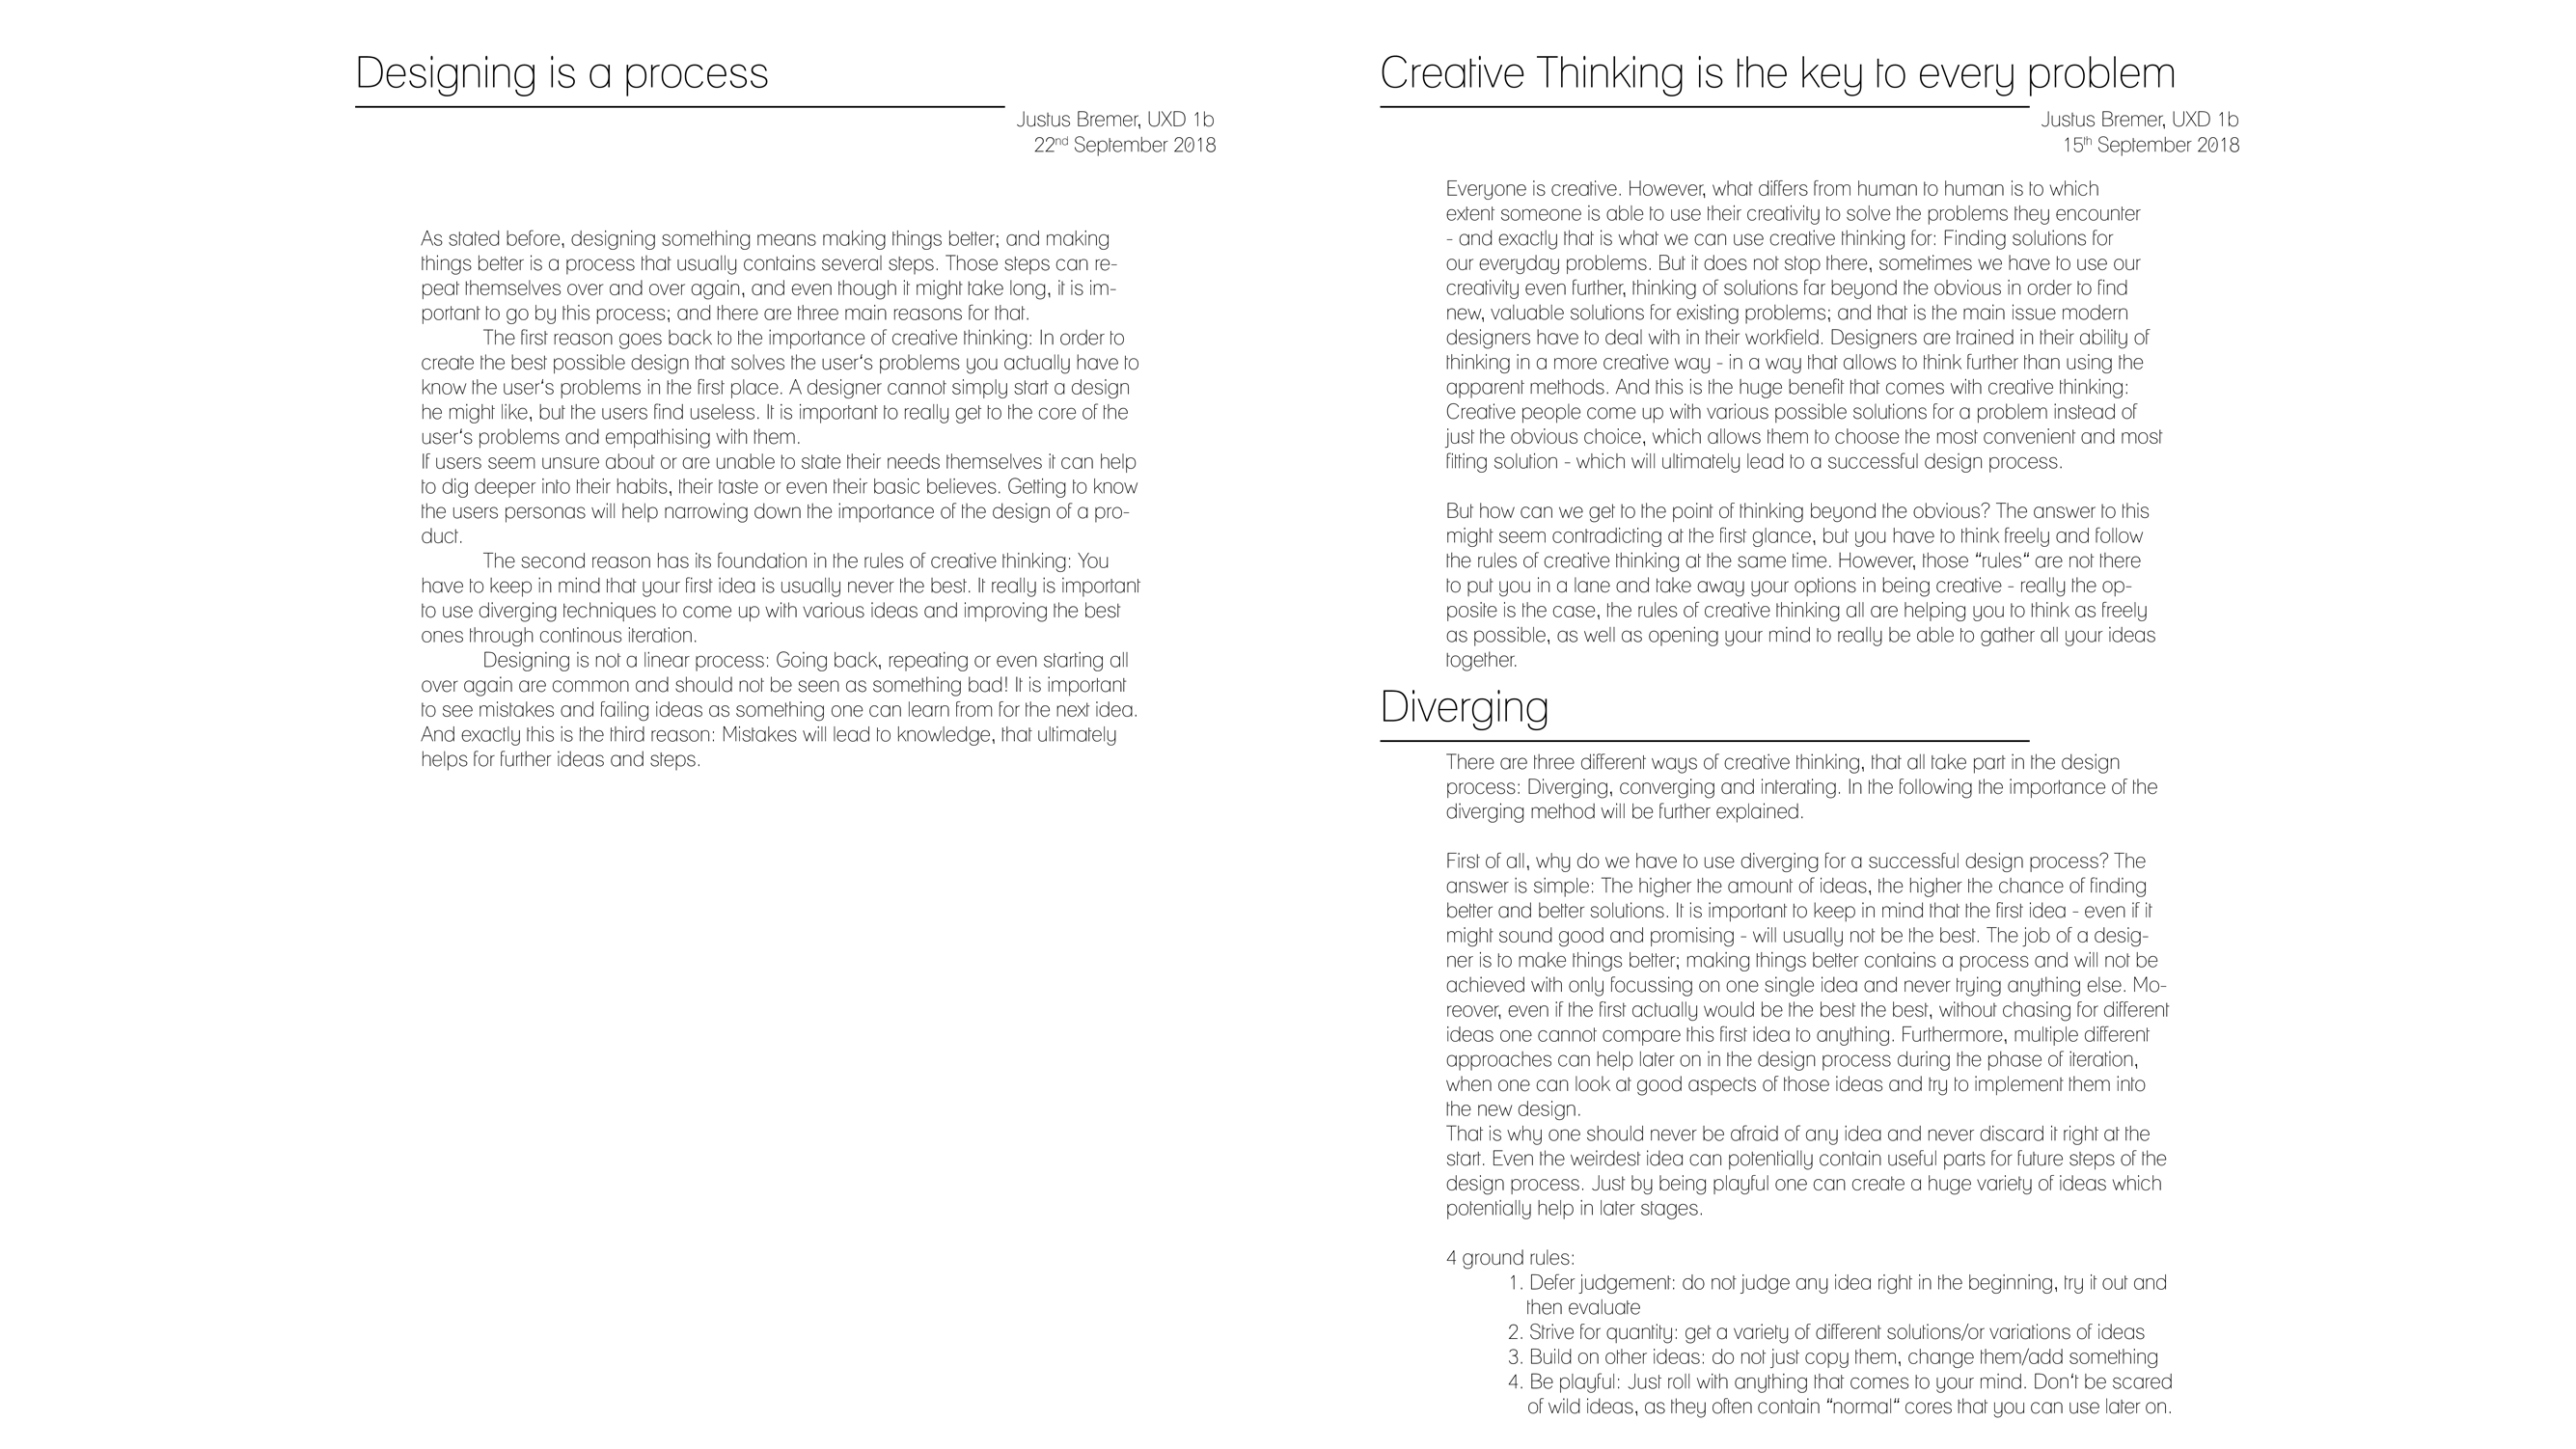 Designing is a process
Justus Bremer, UXD 1b
22nd September 2018
As stated before, designing something means making things better; and making
things better is a process that usually contains several steps. Those steps can re-
peat themselves over and over again, and even though it might take long, it is im-
portant to go by this process; and there are three main reasons for that.
The first reason goes back to the importance of creative thinking: In order to
create the best possible design that solves the user‘s problems you actually have to
know the user‘s problems in the first place. A designer cannot simply start a design
he might like, but the users find useless. It is important to really get to the core of the
user‘s problems and empathising with them.
If users seem unsure about or are unable to state their needs themselves it can help
to dig deeper into their habits, their taste or even their basic believes. Getting to know
the users personas will help narrowing down the importance of the design of a pro-
duct.
The second reason has its foundation in the rules of creative thinking: You
have to keep in mind that your first idea is usually never the best. It really is important
to use diverging techniques to come up with various ideas and improving the best
ones through continous iteration.
Designing is not a linear process: Going back, repeating or even starting all
over again are common and should not be seen as something bad! It is important
to see mistakes and failing ideas as something one can learn from for the next idea.
And exactly this is the third reason: Mistakes will lead to knowledge, that ultimately
helps for further ideas and steps.
Creative Thinking is the key to every problem
Justus Bremer, UXD 1b
15th September 2018
Everyone is creative. However, what differs from human to human is to which
extent someone is able to use their creativity to solve the problems they encounter
- and exactly that is what we can use creative thinking for: Finding solutions for
our everyday problems. But it does not stop there, sometimes we have to use our
creativity even further, thinking of solutions far beyond the obvious in order to find
new, valuable solutions for existing problems; and that is the main issue modern
designers have to deal with in their workfield. Designers are trained in their ability of
thinking in a more creative way - in a way that allows to think further than using the
apparent methods. And this is the huge benefit that comes with creative thinking:
Creative people come up with various possible solutions for a problem instead of
just the obvious choice, which allows them to choose the most convenient and most
fitting solution - which will ultimately lead to a successful design process.
But how can we get to the point of thinking beyond the obvious? The answer to this
might seem contradicting at the first glance, but you have to think freely and follow
the rules of creative thinking at the same time. However, those “rules“ are not there
to put you in a lane and take away your options in being creative - really the op-
posite is the case, the rules of creative thinking all are helping you to think as freely
as possible, as well as opening your mind to really be able to gather all your ideas
together.
Diverging
There are three different ways of creative thinking, that all take part in the design
process: Diverging, converging and interating. In the following the importance of the
diverging method will be further explained.
First of all, why do we have to use diverging for a successful design process? The
answer is simple: The higher the amount of ideas, the higher the chance of finding
better and better solutions. It is important to keep in mind that the first idea - even if it
might sound good and promising - will usually not be the best. The job of a desig-
ner is to make things better; making things better contains a process and will not be
achieved with only focussing on one single idea and never trying anything else. Mo-
reover, even if the first actually would be the best the best, without chasing for different
ideas one cannot compare this first idea to anything. Furthermore, multiple different
approaches can help later on in the design process during the phase of iteration,
when one can look at good aspects of those ideas and try to implement them into
the new design.
That is why one should never be afraid of any idea and never discard it right at the
start. Even the weirdest idea can potentially contain useful parts for future steps of the
design process. Just by being playful one can create a huge variety of ideas which
potentially help in later stages.
4 ground rules:
1. Defer judgement: do not judge any idea right in the beginning, try it out and
then evaluate
2. Strive for quantity: get a variety of different solutions/or variations of ideas
3. Build on other ideas: do not just copy them, change them/add something
4. Be playful: Just roll with anything that comes to your mind. Don‘t be scared
of wild ideas, as they often contain “normal“ cores that you can use later on.